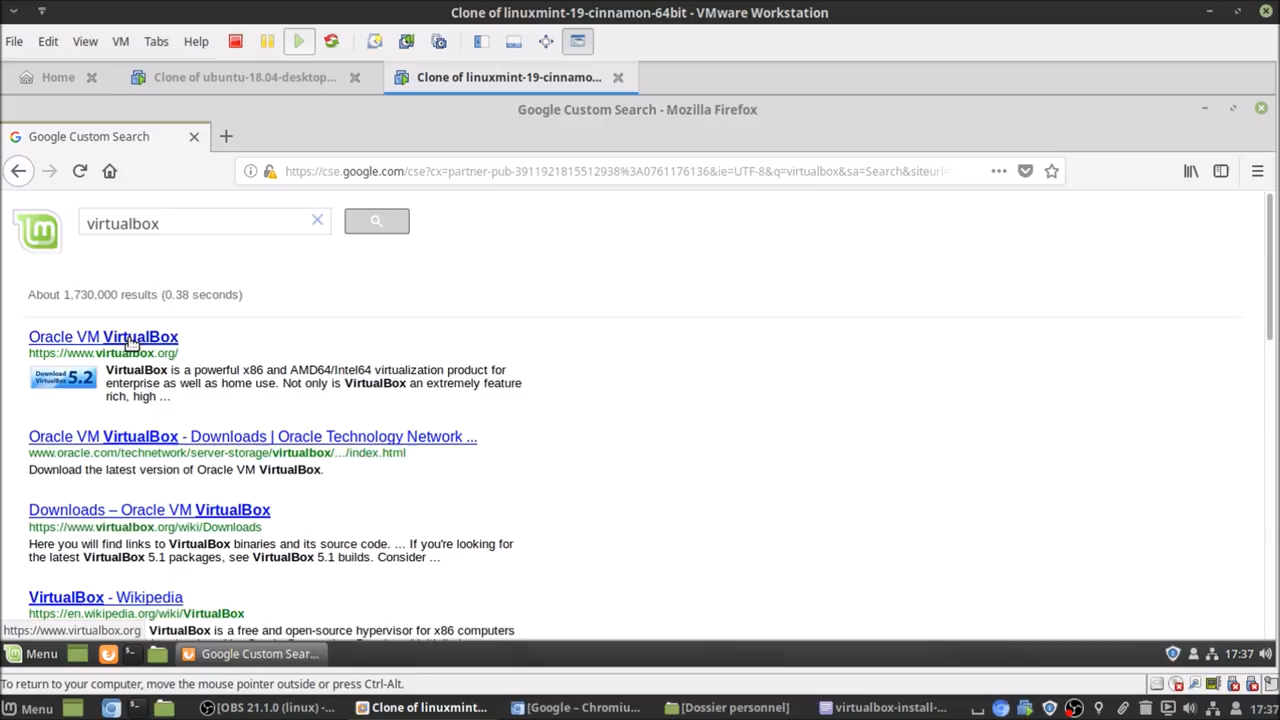 Clone of linuxmint-19-cinnamon-64bit - VMware Workstation
File Edit View VM Tabs Help
Home Clone of ubuntu-18.04-desktop... Clone of linuxmint-19-cinnamo...
Google Custom Search - Mozilla Firefox
Google Custom Search
https://cse.google.com/cse?cx=partner-pub-3911921815512938%3A0761176136&ie=UTF-8&q=virtualbox&sa=Search&siteurl=
virtualbox
About 1,730,000 results (0.38 seconds)
Oracle VM VirtualBox
https://www.virtualbox.org/
Download VirtualBox 5.2
VirtualBox is a powerful x86 and AMD64/Intel64 virtualization product for
enterprise as well as home use. Not only is VirtualBox an extremely feature
rich, high ...
Oracle VM VirtualBox - Downloads | Oracle Technology Network ...
www.oracle.com/technetwork/server-storage/virtualbox/.../index.html
Download the latest version of Oracle VM VirtualBox.
Downloads – Oracle VM VirtualBox
https://www.virtualbox.org/wiki/Downloads
Here you will find links to VirtualBox binaries and its source code. ... If you're looking for
the latest VirtualBox 5.1 packages, see VirtualBox 5.1 builds. Consider ...
VirtualBox - Wikipedia
https://en.wikipedia.org/wiki/VirtualBox
https://www.virtualbox.org VirtualBox is a free and open-source hypervisor for x86 computers
Menu Google Custom Sear... 17:37
To return to your computer, move the mouse pointer outside or press Ctrl-Alt.
Menu [OBS 21.1.0 (linux) -... Clone of linuxmint-... [Google – Chromium... [Dossier personnel] virtualbox-install-... 17:37